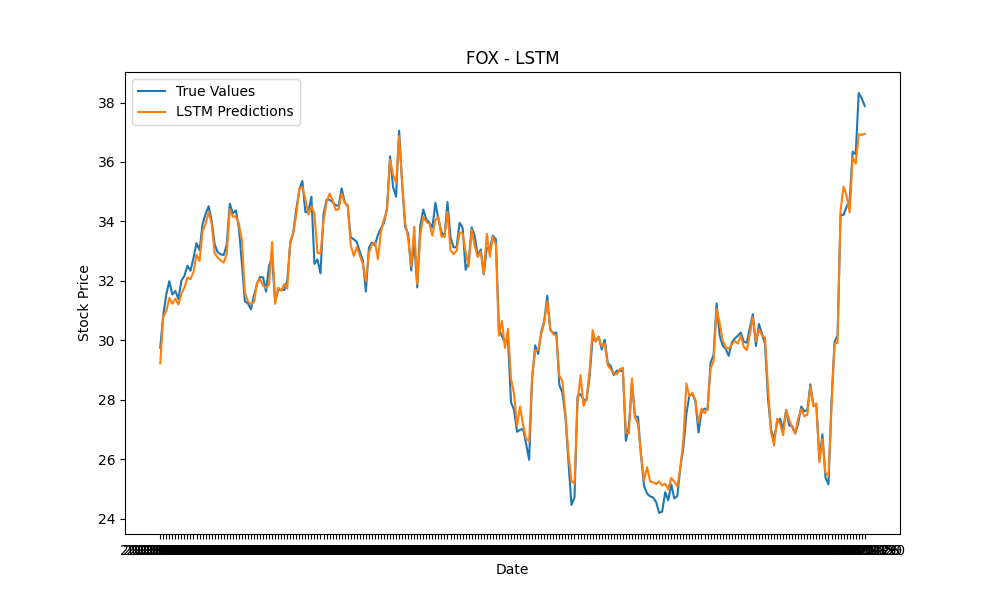 FOX - LSTM
True Values
LSTM Predictions
Stock Price
38
36
34
32
30
28
26
24
Date